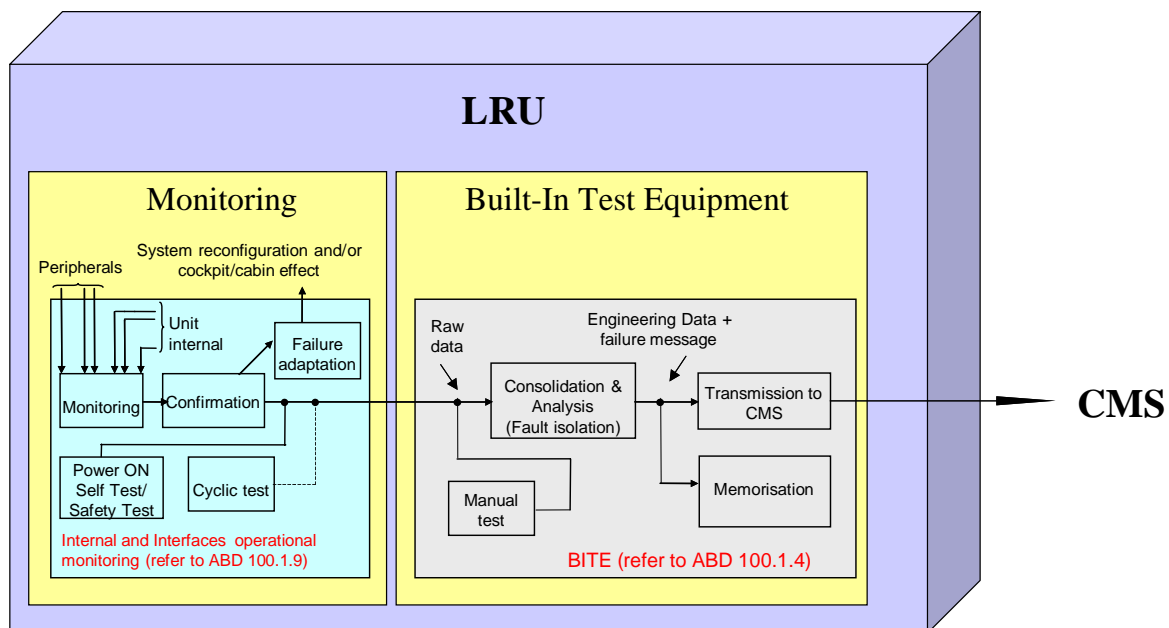 LRU
Monitoring
System reconfiguration and/or
cockpit/cabin effect
Peripherals
Unit
internal
Failure
adaptation
Monitoring
Confirmation
Power ON
Self Test/
Safety Test
Cyclic test
Internal and Interfaces operational
monitoring (refer to ABD 100.1.9)
Built-In Test Equipment
Raw
data
Engineering Data +
failure message
Consolidation &
Analysis
(Fault isolation)
Transmission to
CMS
Manual
test
Memorisation
BITE (refer to ABD 100.1.4)
CMS